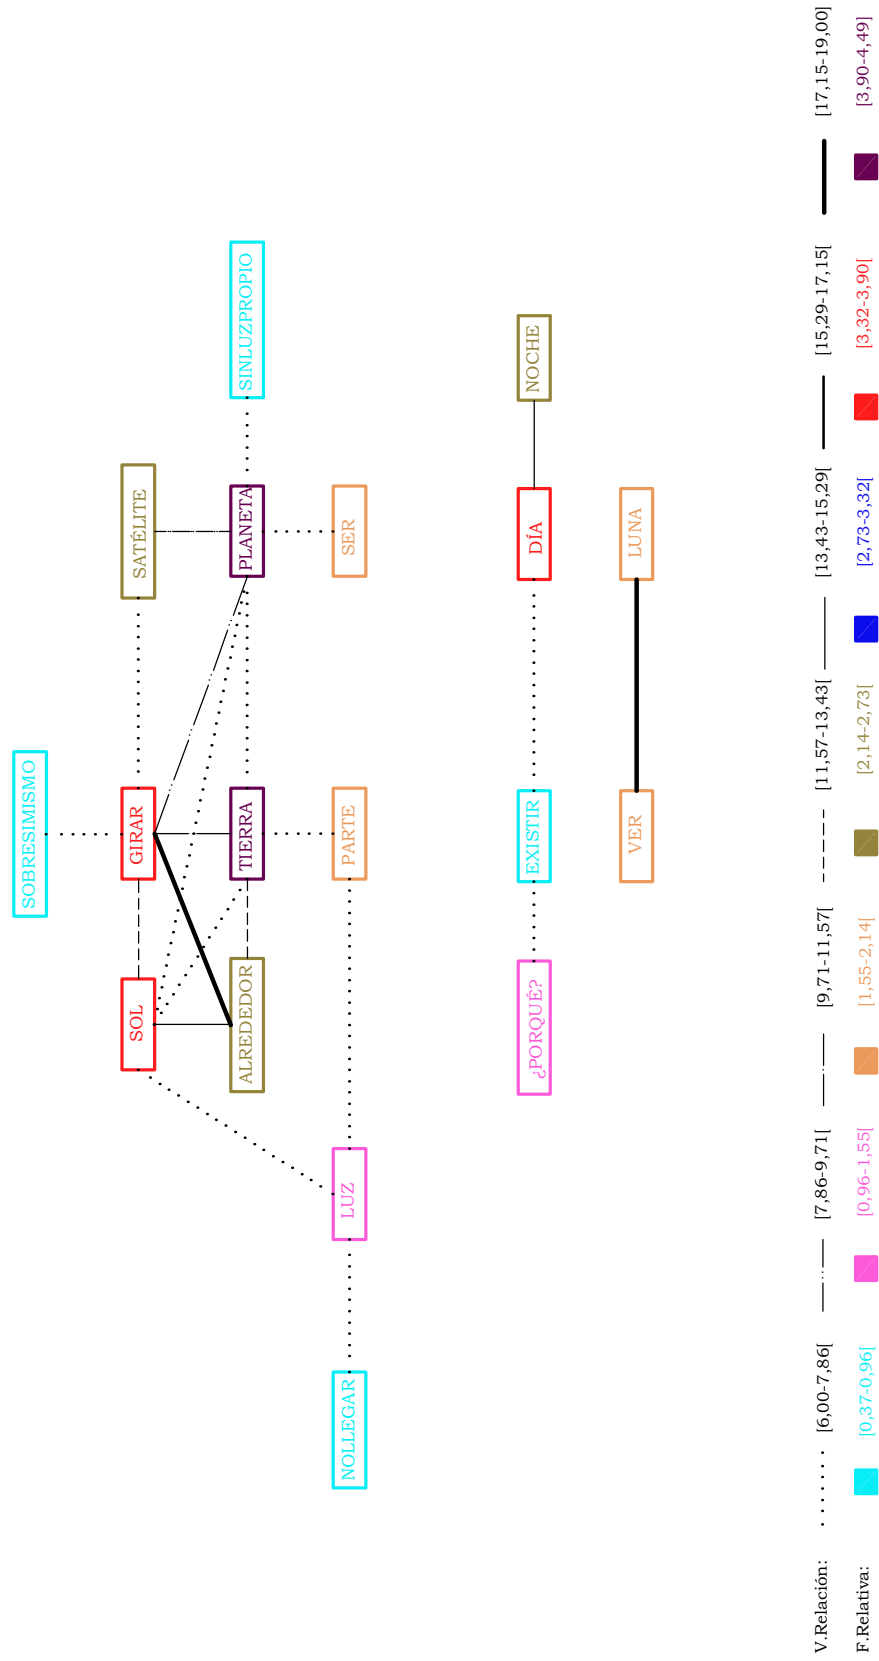 SOBRESIMISMO
SOL GIRAR SATÉLITE
ALREDEDOR TIERRA PLANETA SINLUZPROPIO
NOLLEGAR LUZ PARTE SER
¿PORQUÉ? EXISTIR DÍA NOCHE
VER LUNA
V.Relación: [6,00-7,86[ [7,86-9,71[ [9,71-11,57[ [11,57-13,43[ [13,43-15,29[ [15,29-17,15[ [17,15-19,00]
F.Relativa: [0,37-0,96[ [0,96-1,55[ [1,55-2,14[ [2,14-2,73[ [2,73-3,32[ [3,32-3,90[ [3,90-4,49]